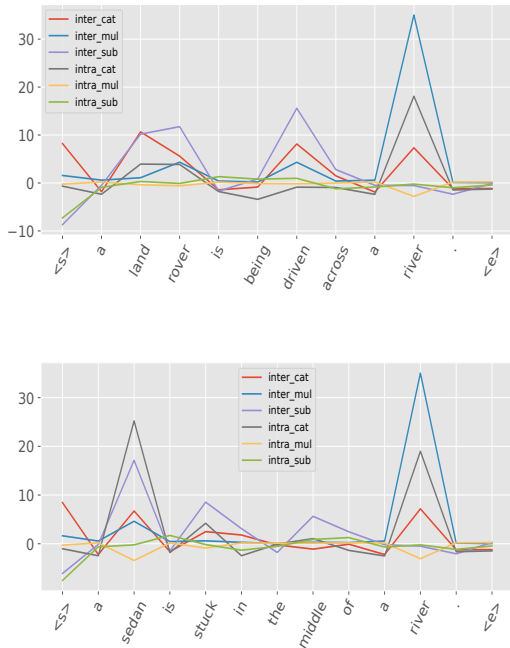 inter_cat
inter_mul
inter_sub
intra_cat
intra_mul
intra_sub
30
20
10
0
−10
<s> a land rover is being driven across a river . <e>
inter_cat
inter_mul
inter_sub
intra_cat
intra_mul
intra_sub
30
20
10
0
<s> a sedan is stuck in the middle of a river . <e>